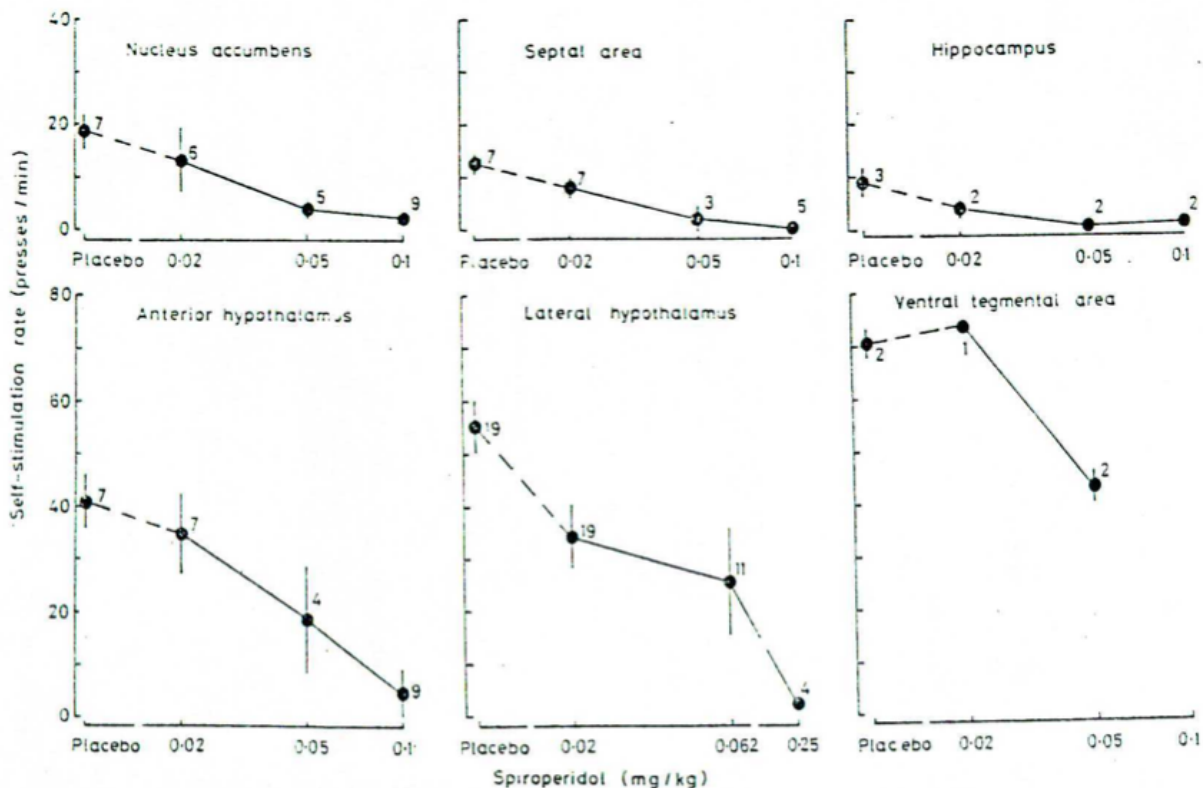 40
20
0
Nucleus accumbens
7
6
5
9
Placebo 0·02 0·05 0·1
Septal area
7
7
3
5
Placebo 0·02 0·05 0·1
Hippocampus
3
2
2
2
Placebo 0·02 0·05 0·1
Self-stimulation rate (presses/min)
80
60
40
20
0
Anterior hypothalamus
7
7
4
9
Placebo 0·02 0·05 0·1
Lateral hypothalamus
19
19
11
4
Placebo 0·02 0·062 0·25
Ventral tegmental area
2
1
2
Placebo 0·02 0·05 0·1
Spiroperidol (mg/kg)